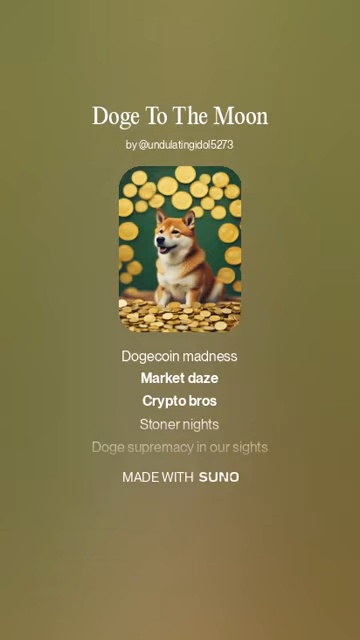 Doge To The Moon
by @undulatingidol5273
Dogecoin madness
Market daze
Crypto bros
Stoner nights
Doge supremacy in our sights
MADE WITH SUNO